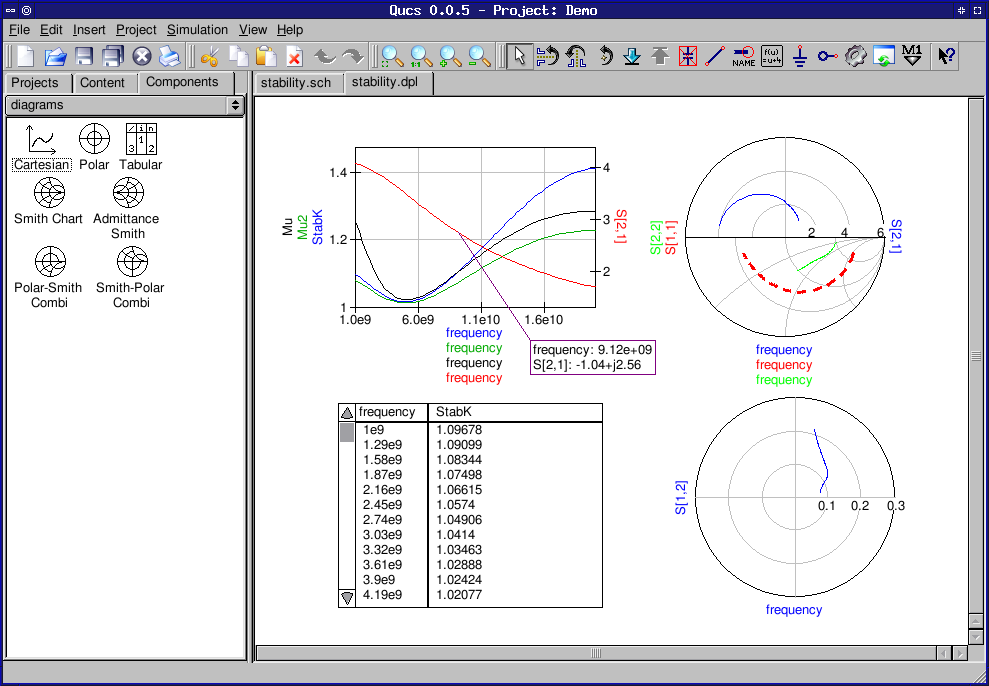 Qucs 0.0.5 - Project: Demo
File Edit Insert Project Simulation View Help
1:1
NAME
f(u)
=u+4
M1
Projects Content Components
stability.sch stability.dpl
diagrams
Cartesian Polar Tabular
Smith Chart Admittance Smith
Polar-Smith Combi Smith-Polar Combi
Mu
Mu2
StabK
1.4
1.2
1
4
3
2
S[2,1]
1.0e9 6.0e9 1.1e10 1.6e10
frequency
frequency
frequency
frequency
frequency: 9.12e+09
S[2,1]: -1.04+j2.56
S[2,2]
S[1,1]
2 4 6
S[2,1]
frequency
frequency
frequency
frequency StabK
1e9 1.09678
1.29e9 1.09099
1.58e9 1.08344
1.87e9 1.07498
2.16e9 1.06615
2.45e9 1.0574
2.74e9 1.04906
3.03e9 1.0414
3.32e9 1.03463
3.61e9 1.02888
3.9e9 1.02424
4.19e9 1.02077
S[1,2]
0.1 0.2 0.3
frequency